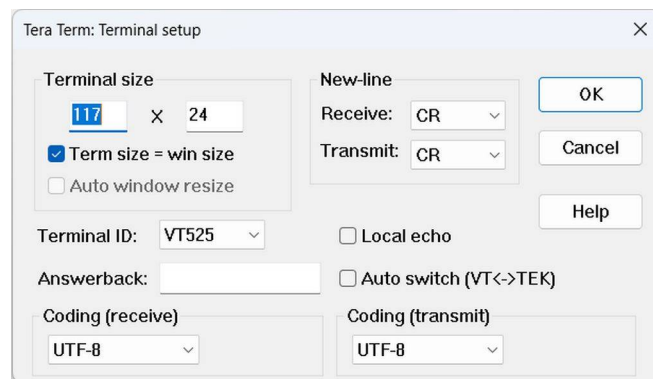 Tera Term: Terminal setup
Terminal size
117 X 24
Term size = win size
Auto window resize
New-line
Receive: CR
Transmit: CR
OK
Cancel
Help
Terminal ID: VT525
Local echo
Answerback:
Auto switch (VT<->TEK)
Coding (receive)
UTF-8
Coding (transmit)
UTF-8